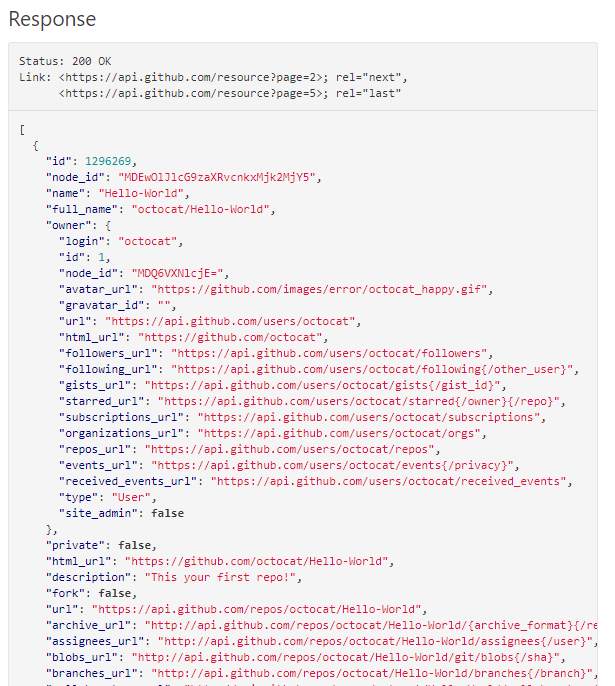 Response
Status: 200 OK
Link: <https://api.github.com/resource?page=2>; rel="next",
<https://api.github.com/resource?page=5>; rel="last"
[
{
"id": 1296269,
"node_id": "MDEwOlJlcG9zaXRvcnkxMjk2MjY5",
"name": "Hello-World",
"full_name": "octocat/Hello-World",
"owner": {
"login": "octocat",
"id": 1,
"node_id": "MDQ6VXNlcjE=",
"avatar_url": "https://github.com/images/error/octocat_happy.gif",
"gravatar_id": "",
"url": "https://api.github.com/users/octocat",
"html_url": "https://github.com/octocat",
"followers_url": "https://api.github.com/users/octocat/followers",
"following_url": "https://api.github.com/users/octocat/following{/other_user}",
"gists_url": "https://api.github.com/users/octocat/gists{/gist_id}",
"starred_url": "https://api.github.com/users/octocat/starred{/owner}{/repo}",
"subscriptions_url": "https://api.github.com/users/octocat/subscriptions",
"organizations_url": "https://api.github.com/users/octocat/orgs",
"repos_url": "https://api.github.com/users/octocat/repos",
"events_url": "https://api.github.com/users/octocat/events{/privacy}",
"received_events_url": "https://api.github.com/users/octocat/received_events",
"type": "User",
"site_admin": false
},
"private": false,
"html_url": "https://github.com/octocat/Hello-World",
"description": "This your first repo!",
"fork": false,
"url": "https://api.github.com/repos/octocat/Hello-World",
"archive_url": "http://api.github.com/repos/octocat/Hello-World/{archive_format}{/re
"assignees_url": "http://api.github.com/repos/octocat/Hello-World/assignees{/user}",
"blobs_url": "http://api.github.com/repos/octocat/Hello-World/git/blobs{/sha}",
"branches_url": "http://api.github.com/repos/octocat/Hello-World/branches{/branch}",